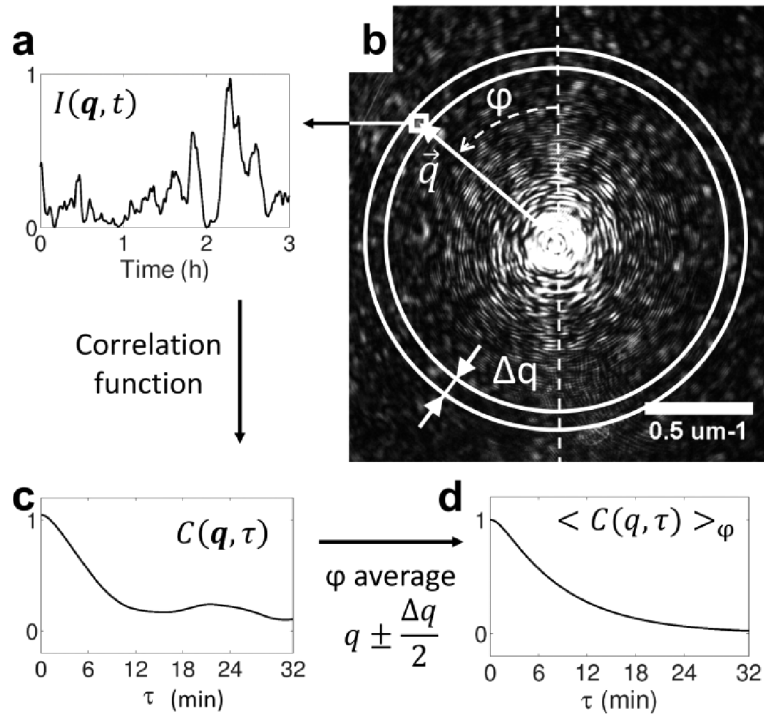 a
1
I(q, t)
0
0 1 2 3
Time (h)
b
φ
q⃗
Δq
0.5 um-1
Correlation
function
c
1
C(q, τ)
0
0 6 12 18 24 32
τ (min)
φ average
q ± Δq/2
d
1
< C(q, τ) >φ
0
0 6 12 18 24 32
τ (min)